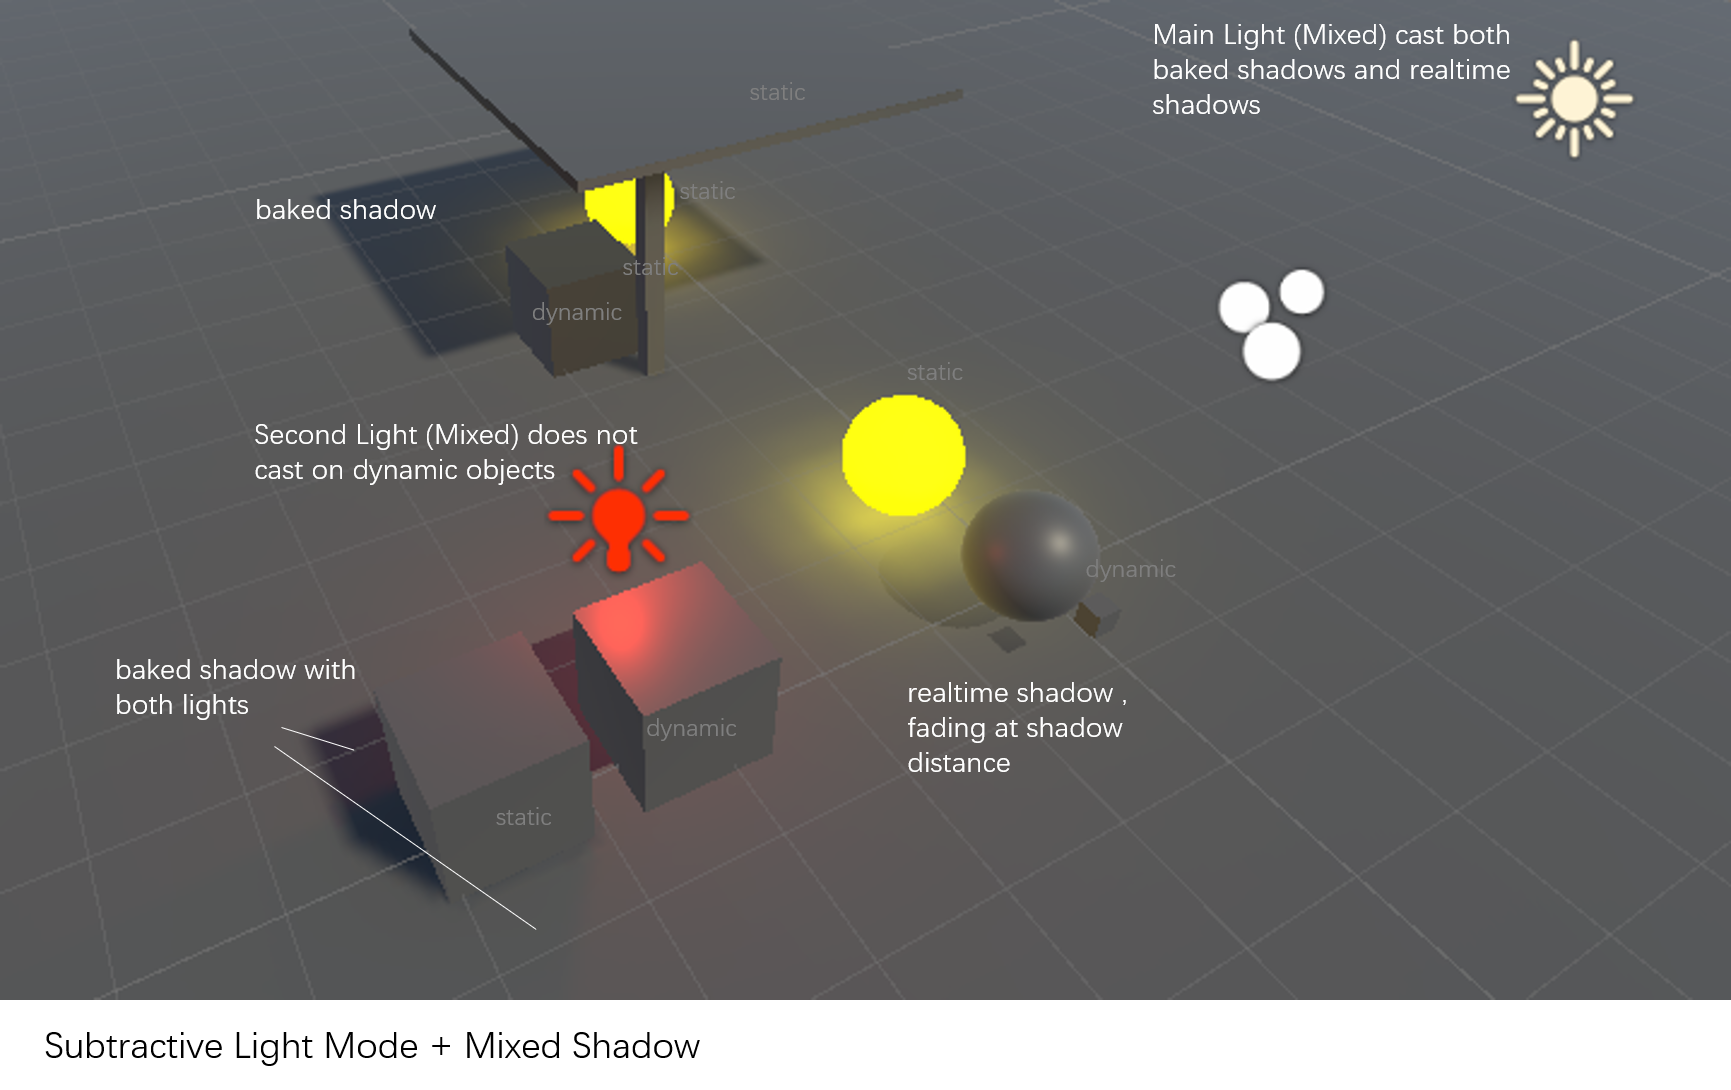 Main Light (Mixed) cast both
baked shadows and realtime
shadows
static
static
baked shadow
static
dynamic
static
Second Light (Mixed) does not
cast on dynamic objects
dynamic
baked shadow with
both lights
realtime shadow ,
fading at shadow
distance
dynamic
static
Subtractive Light Mode + Mixed Shadow